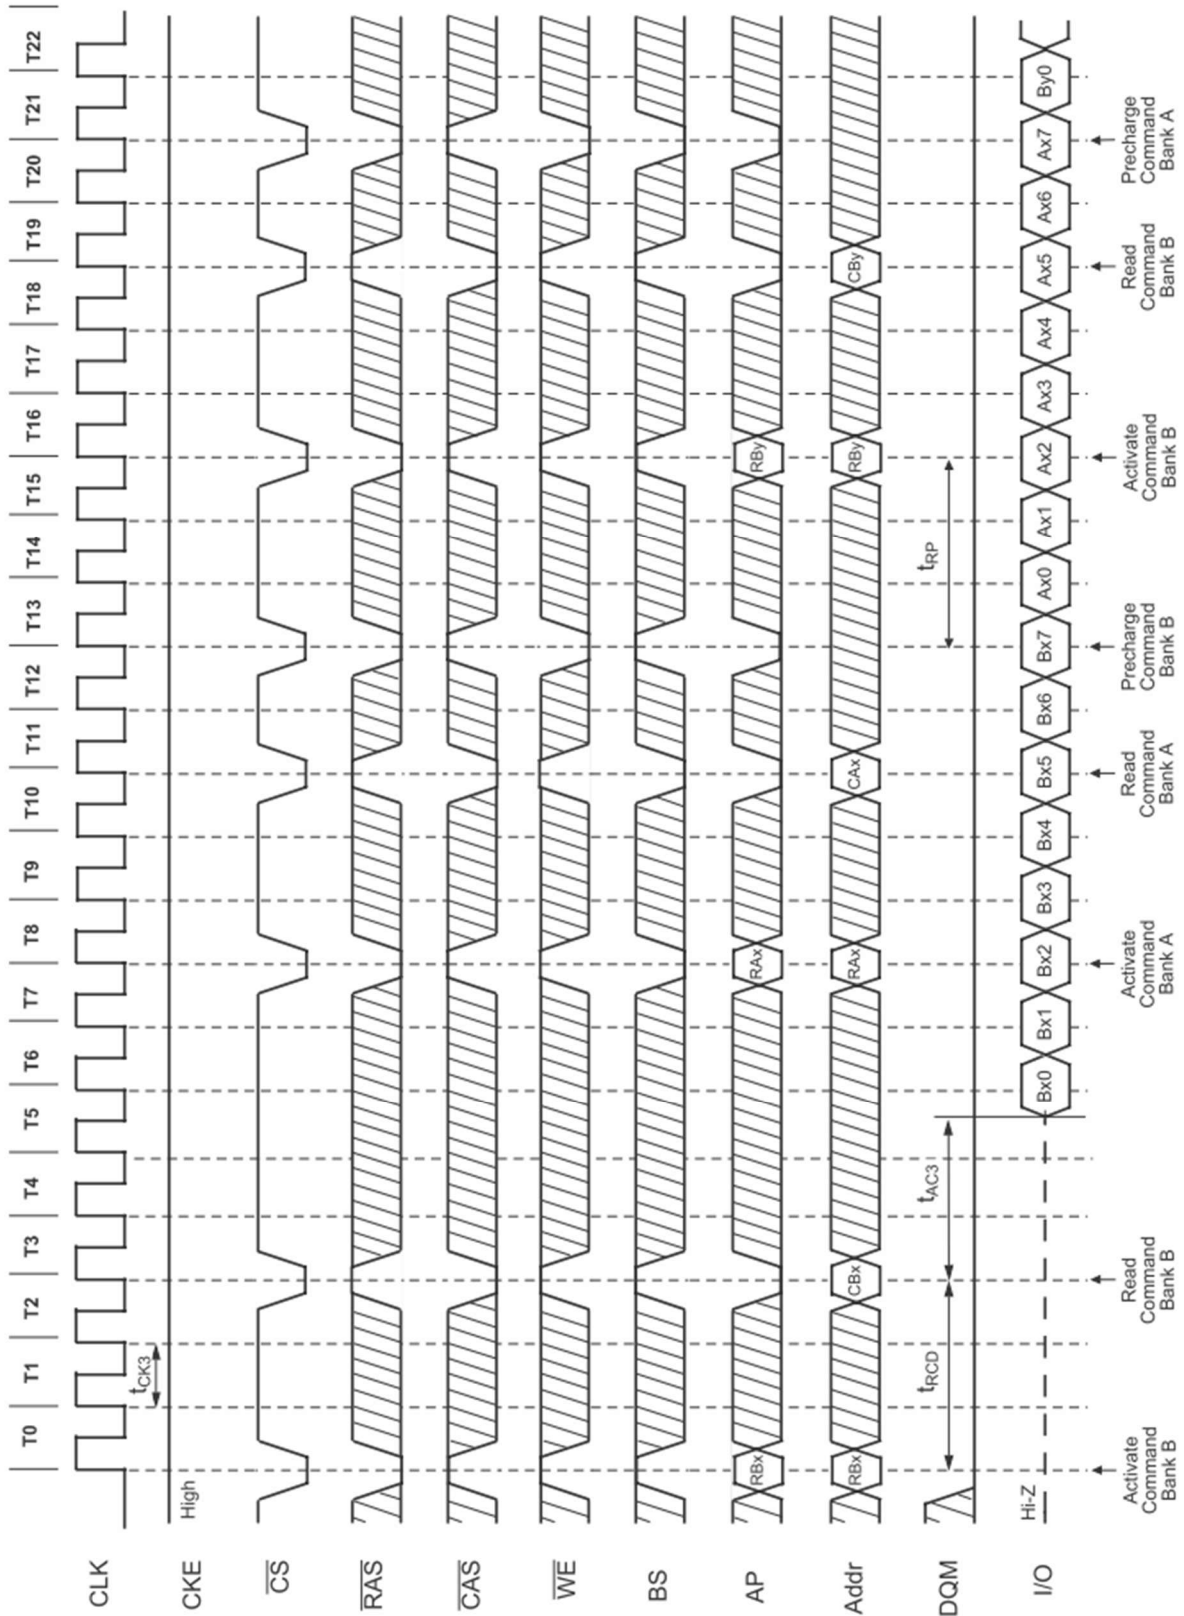 T0 T1 T2 T3 T4 T5 T6 T7 T8 T9 T10 T11 T12 T13 T14 T15 T16 T17 T18 T19 T20 T21 T22
CLK
tCK3
CKE
High
CS
RAS
CAS
WE
BS
AP
RBx RAx RBy
Addr
RBx CBx RAx CAx RBy CBy
DQM
tRCD tAC3 tRP
I/O
Hi-Z
Bx0 Bx1 Bx2 Bx3 Bx4 Bx5 Bx6 Bx7 Ax0 Ax1 Ax2 Ax3 Ax4 Ax5 Ax6 Ax7 By0
Activate
Command
Bank B
Read
Command
Bank B
Activate
Command
Bank A
Read
Command
Bank A
Precharge
Command
Bank B
Activate
Command
Bank B
Read
Command
Bank B
Precharge
Command
Bank A